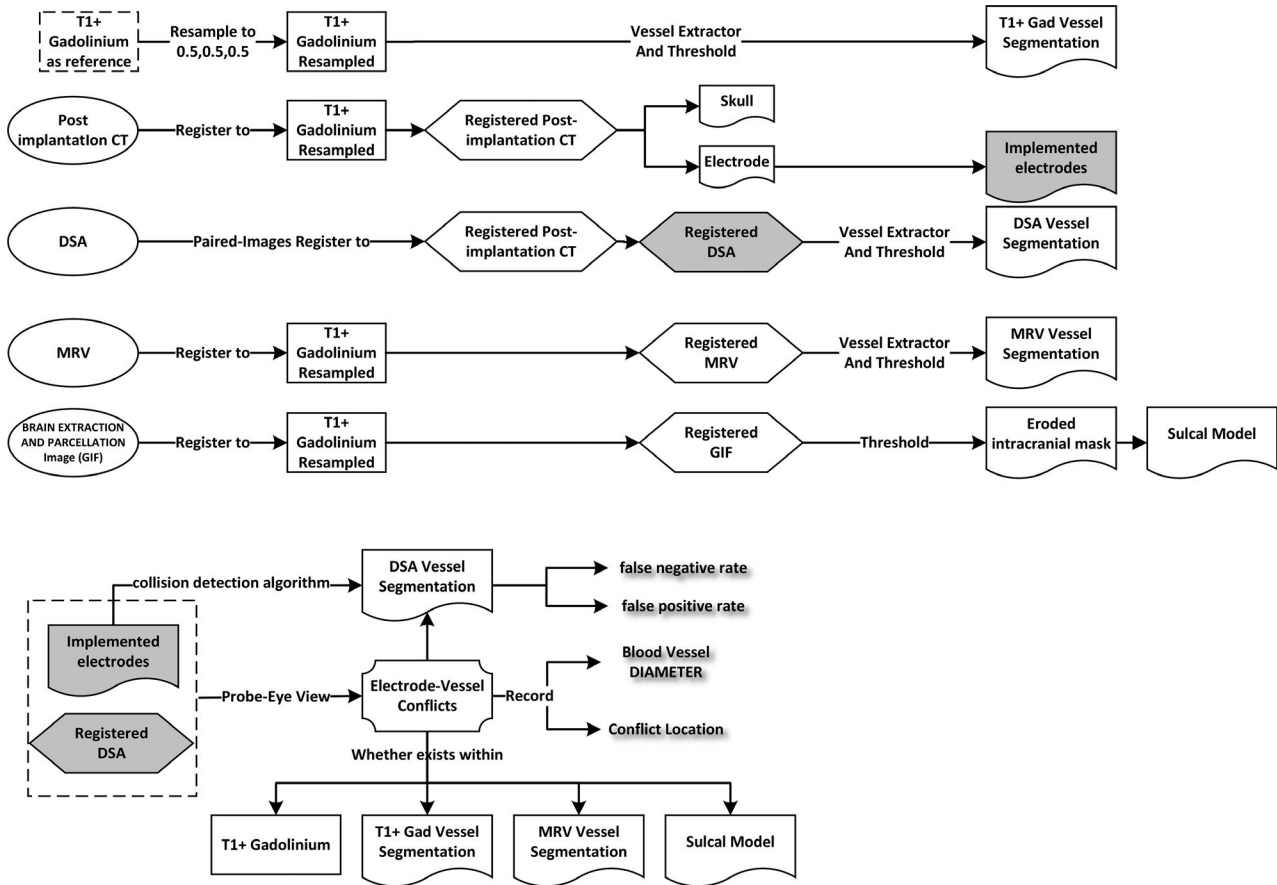 T1+
Gadolinium
as reference
Resample to
0.5,0.5,0.5
T1+
Gadolinium
Resampled
Vessel Extractor
And Threshold
T1+ Gad Vessel
Segmentation
Post
implantatIon CT
Register to
T1+
Gadolinium
Resampled
Registered Post-
implantation CT
Skull
Electrode
Implemented
electrodes
DSA
Paired-Images Register to
Registered Post-
implantation CT
Registered
DSA
Vessel Extractor
And Threshold
DSA Vessel
Segmentation
MRV
Register to
T1+
Gadolinium
Resampled
Registered
MRV
Vessel Extractor
And Threshold
MRV Vessel
Segmentation
BRAIN EXTRACTION
AND PARCELLATION
Image (GIF)
Register to
T1+
Gadolinium
Resampled
Registered
GIF
Threshold
Eroded
intracranial mask
Sulcal Model
collision detection algorithm
DSA Vessel
Segmentation
false negative rate
false positive rate
Implemented
electrodes
Registered
DSA
Probe-Eye View
Electrode-Vessel
Conflicts
Record
Blood Vessel
DIAMETER
Conflict Location
Whether exists within
T1+ Gadolinium
T1+ Gad Vessel
Segmentation
MRV Vessel
Segmentation
Sulcal Model